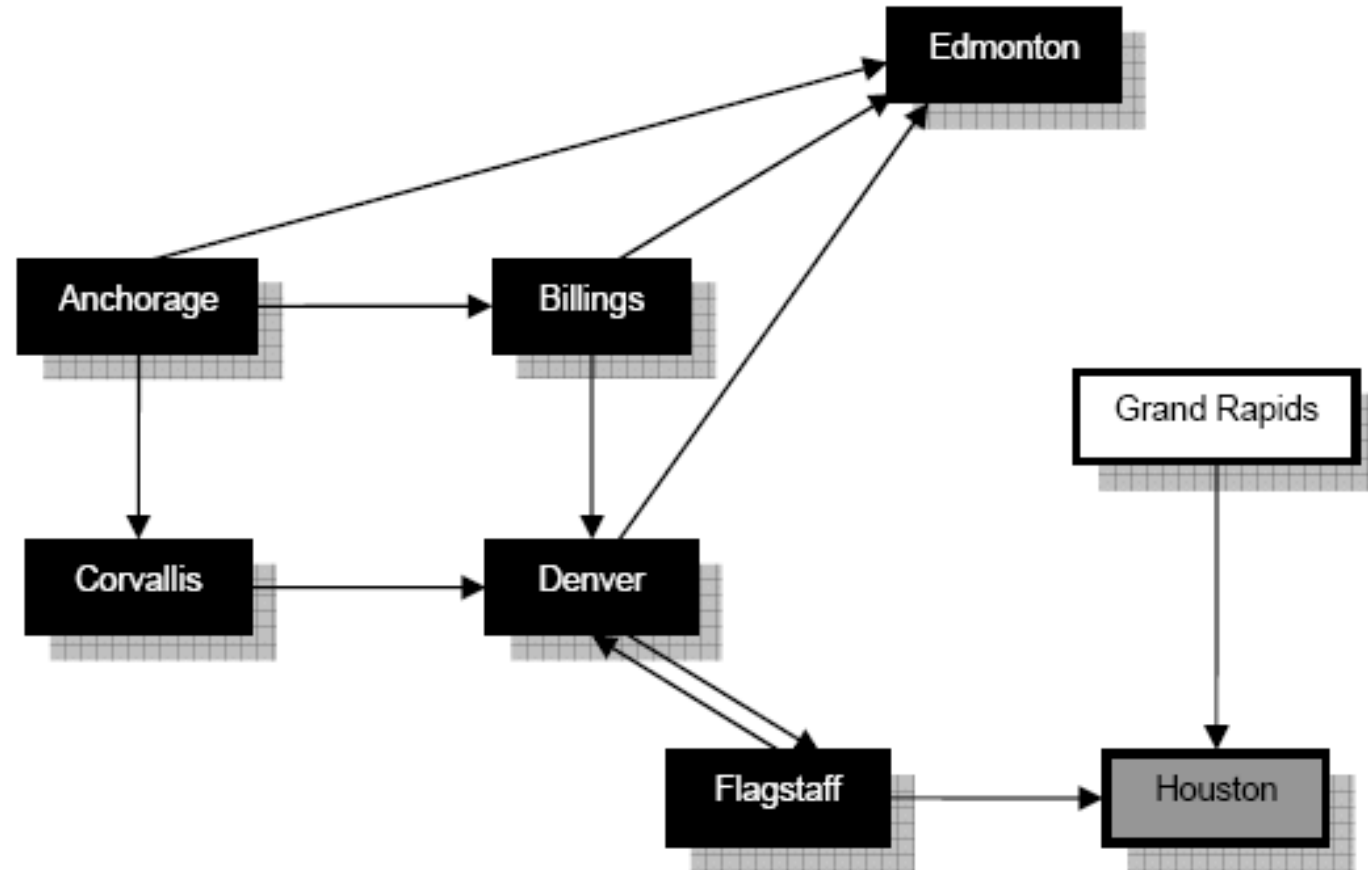 Edmonton
Anchorage
Billings
Grand Rapids
Corvallis
Denver
Flagstaff
Houston